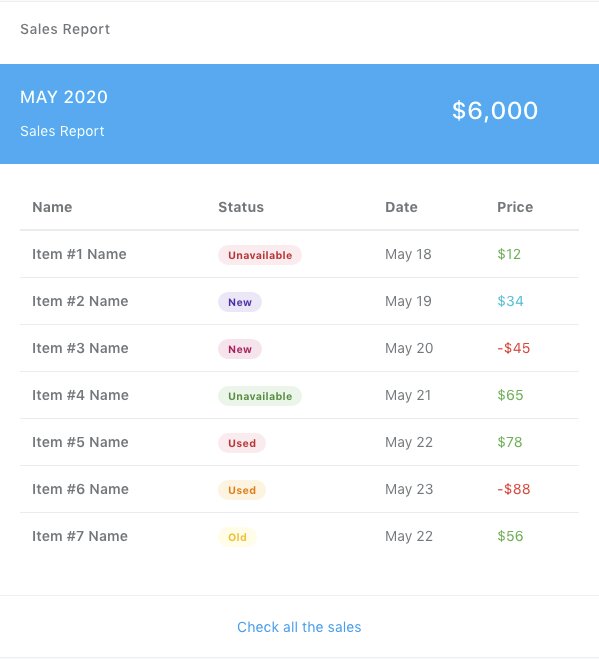 Sales Report
MAY 2020
$6,000
Sales Report
Name Status Date Price
Item #1 Name Unavailable May 18 $12
Item #2 Name New May 19 $34
Item #3 Name New May 20 -$45
Item #4 Name Unavailable May 21 $65
Item #5 Name Used May 22 $78
Item #6 Name Used May 23 -$88
Item #7 Name Old May 22 $56
Check all the sales